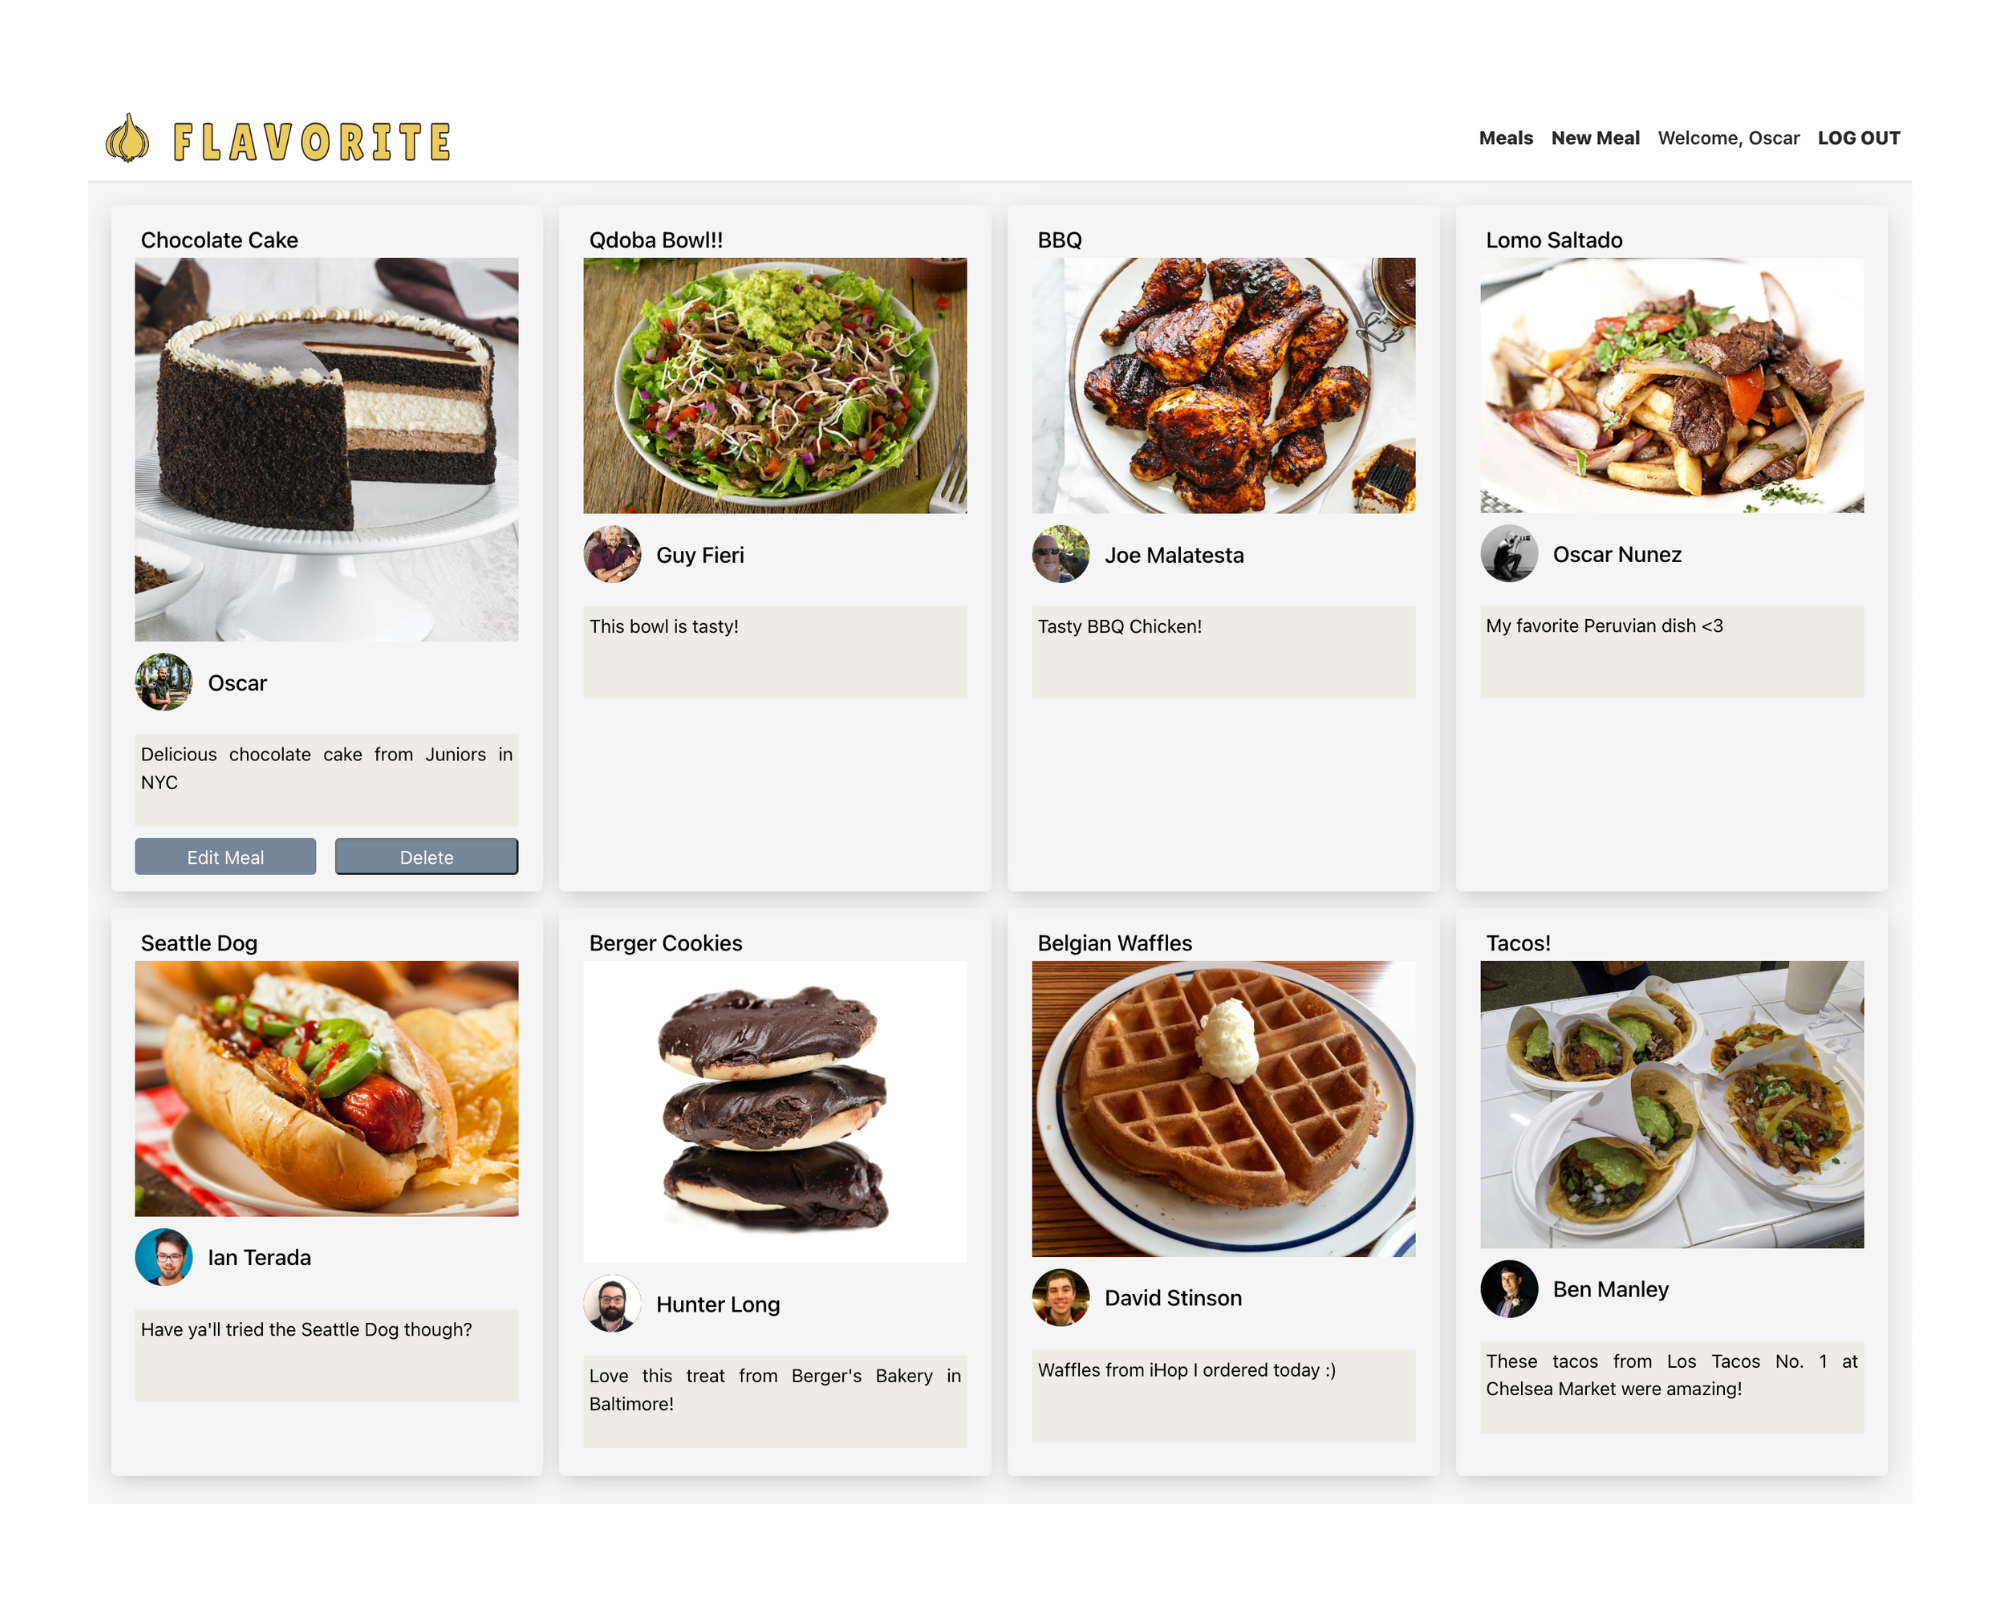 FLAVORITE
Meals New Meal Welcome, Oscar LOG OUT
Chocolate Cake
Oscar
Delicious chocolate cake from Juniors in
NYC
Edit Meal Delete
Qdoba Bowl!!
Guy Fieri
This bowl is tasty!
BBQ
Joe Malatesta
Tasty BBQ Chicken!
Lomo Saltado
Oscar Nunez
My favorite Peruvian dish <3
Seattle Dog
Ian Terada
Have ya'll tried the Seattle Dog though?
Berger Cookies
Hunter Long
Love this treat from Berger's Bakery in
Baltimore!
Belgian Waffles
David Stinson
Waffles from iHop I ordered today :)
Tacos!
Ben Manley
These tacos from Los Tacos No. 1 at
Chelsea Market were amazing!